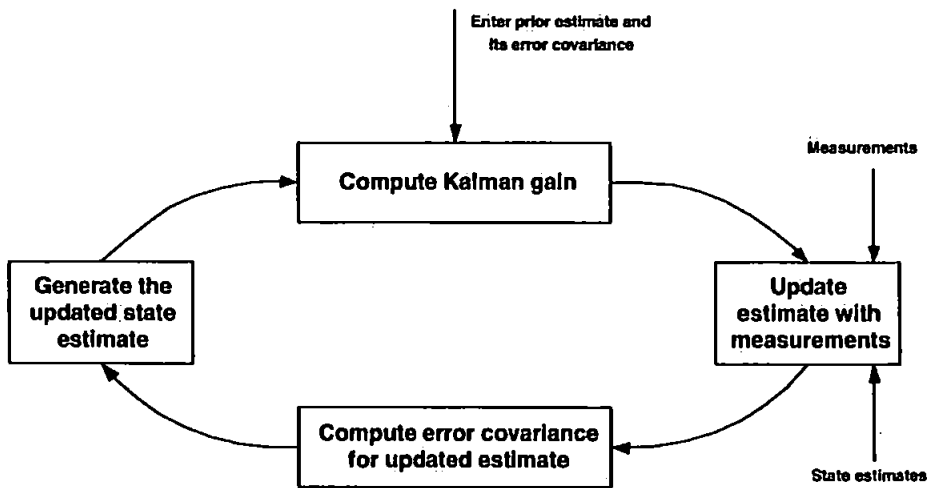 Enter prior estimate and
its error covariance
Compute Kalman gain
Measurements
Generate the
updated state
estimate
Update
estimate with
measurements
Compute error covariance
for updated estimate
State estimates